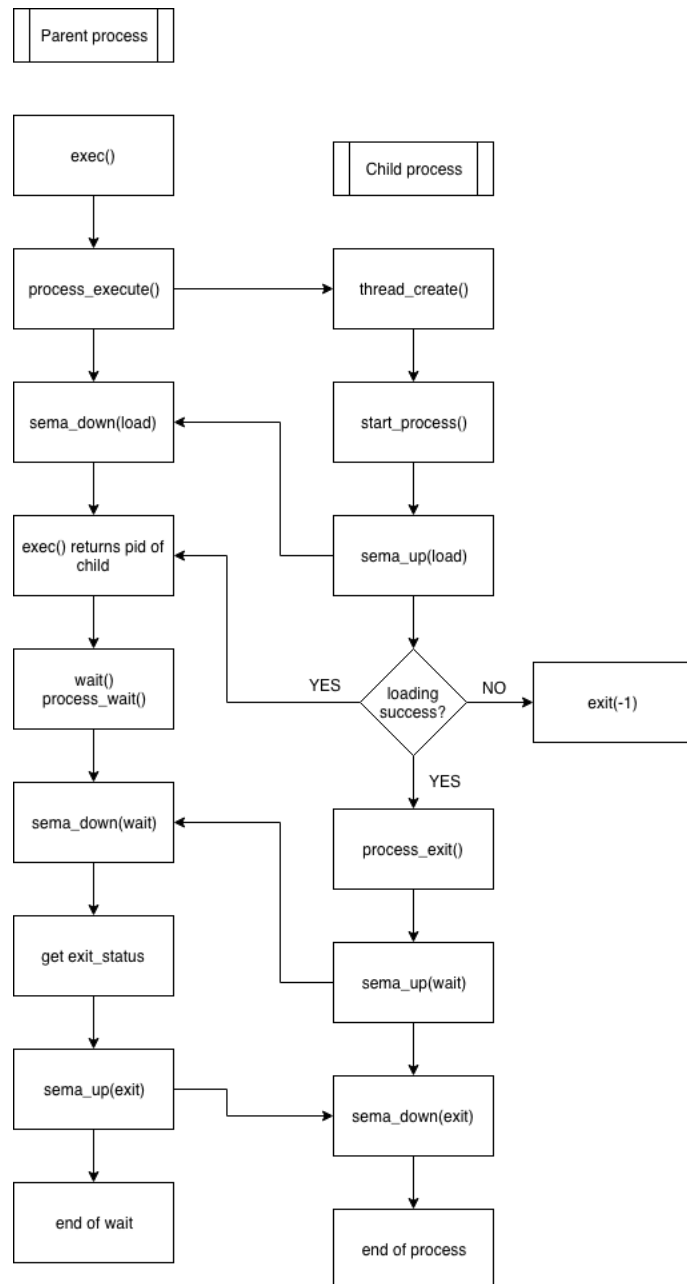 Parent process
exec()
Child process
process_execute()
thread_create()
sema_down(load)
start_process()
exec() returns pid of
child
sema_up(load)
wait()
process_wait()
YES
loading
success?
NO
exit(-1)
YES
sema_down(wait)
process_exit()
get exit_status
sema_up(wait)
sema_up(exit)
sema_down(exit)
end of wait
end of process